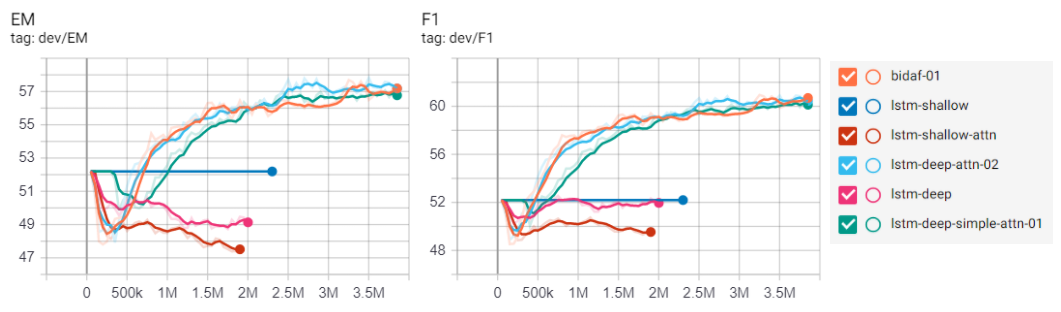 EM
tag: dev/EM
57
55
53
51
49
47
0 500k 1M 1.5M 2M 2.5M 3M 3.5M
F1
tag: dev/F1
60
56
52
48
0 500k 1M 1.5M 2M 2.5M 3M 3.5M
bidaf-01
lstm-shallow
lstm-shallow-attn
lstm-deep-attn-02
lstm-deep
lstm-deep-simple-attn-01